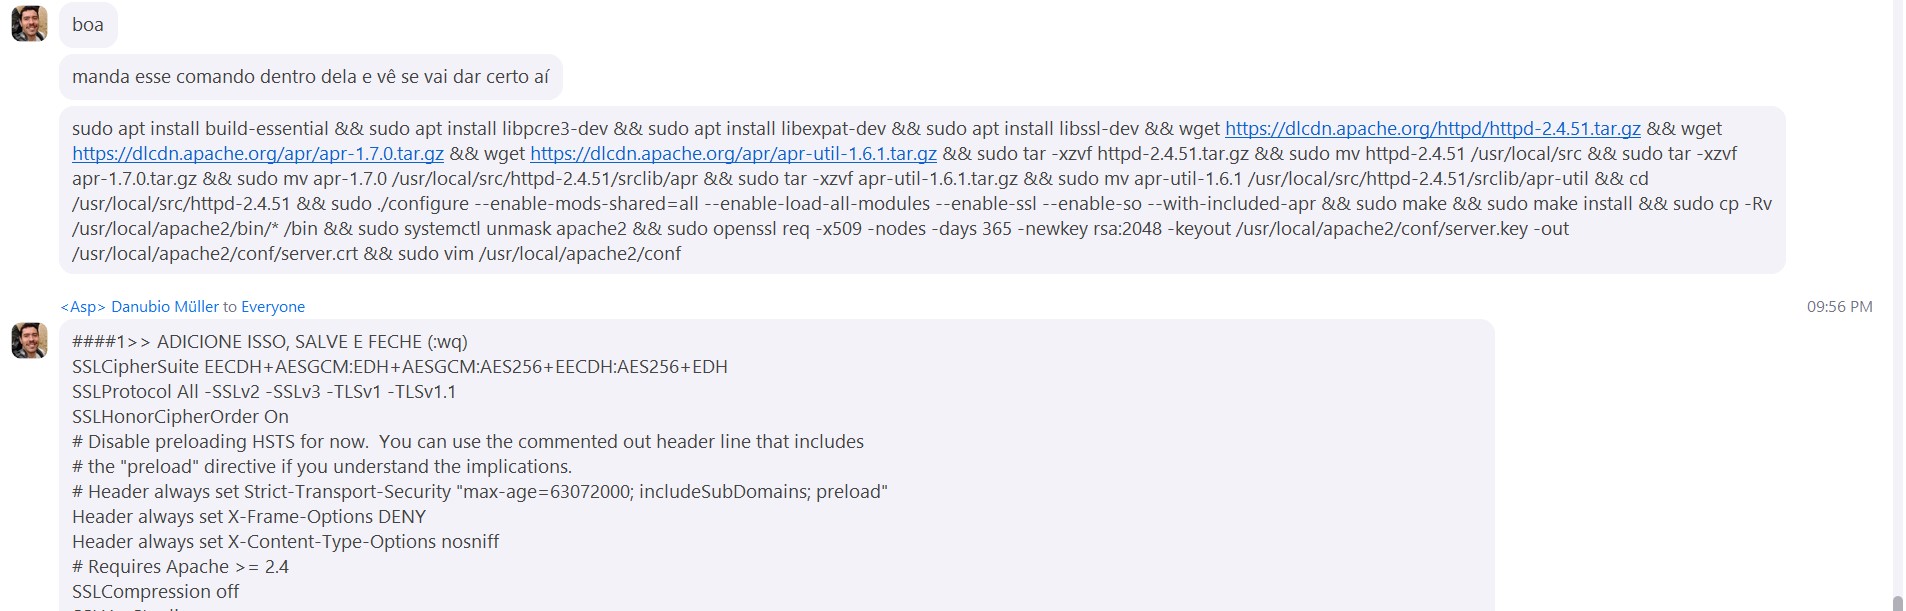 boa
manda esse comando dentro dela e vê se vai dar certo aí
sudo apt install build-essential && sudo apt install libpcre3-dev && sudo apt install libexpat-dev && sudo apt install libssl-dev && wget https://dlcdn.apache.org/httpd/httpd-2.4.51.tar.gz && wget
https://dlcdn.apache.org/apr/apr-1.7.0.tar.gz && wget https://dlcdn.apache.org/apr/apr-util-1.6.1.tar.gz && sudo tar -xzvf httpd-2.4.51.tar.gz && sudo mv httpd-2.4.51 /usr/local/src && sudo tar -xzvf
apr-1.7.0.tar.gz && sudo mv apr-1.7.0 /usr/local/src/httpd-2.4.51/srclib/apr && sudo tar -xzvf apr-util-1.6.1.tar.gz && sudo mv apr-util-1.6.1 /usr/local/src/httpd-2.4.51/srclib/apr-util && cd
/usr/local/src/httpd-2.4.51 && sudo ./configure --enable-mods-shared=all --enable-load-all-modules --enable-ssl --enable-so --with-included-apr && sudo make && sudo make install && sudo cp -Rv
/usr/local/apache2/bin/* /bin && sudo systemctl unmask apache2 && sudo openssl req -x509 -nodes -days 365 -newkey rsa:2048 -keyout /usr/local/apache2/conf/server.key -out
/usr/local/apache2/conf/server.crt && sudo vim /usr/local/apache2/conf
<Asp> Danubio Müller to Everyone 09:56 PM
####1>> ADICIONE ISSO, SALVE E FECHE (:wq)
SSLCipherSuite EECDH+AESGCM:EDH+AESGCM:AES256+EECDH:AES256+EDH
SSLProtocol All -SSLv2 -SSLv3 -TLSv1 -TLSv1.1
SSLHonorCipherOrder On
# Disable preloading HSTS for now.  You can use the commented out header line that includes
# the "preload" directive if you understand the implications.
# Header always set Strict-Transport-Security "max-age=63072000; includeSubDomains; preload"
Header always set X-Frame-Options DENY
Header always set X-Content-Type-Options nosniff
# Requires Apache >= 2.4
SSLCompression off